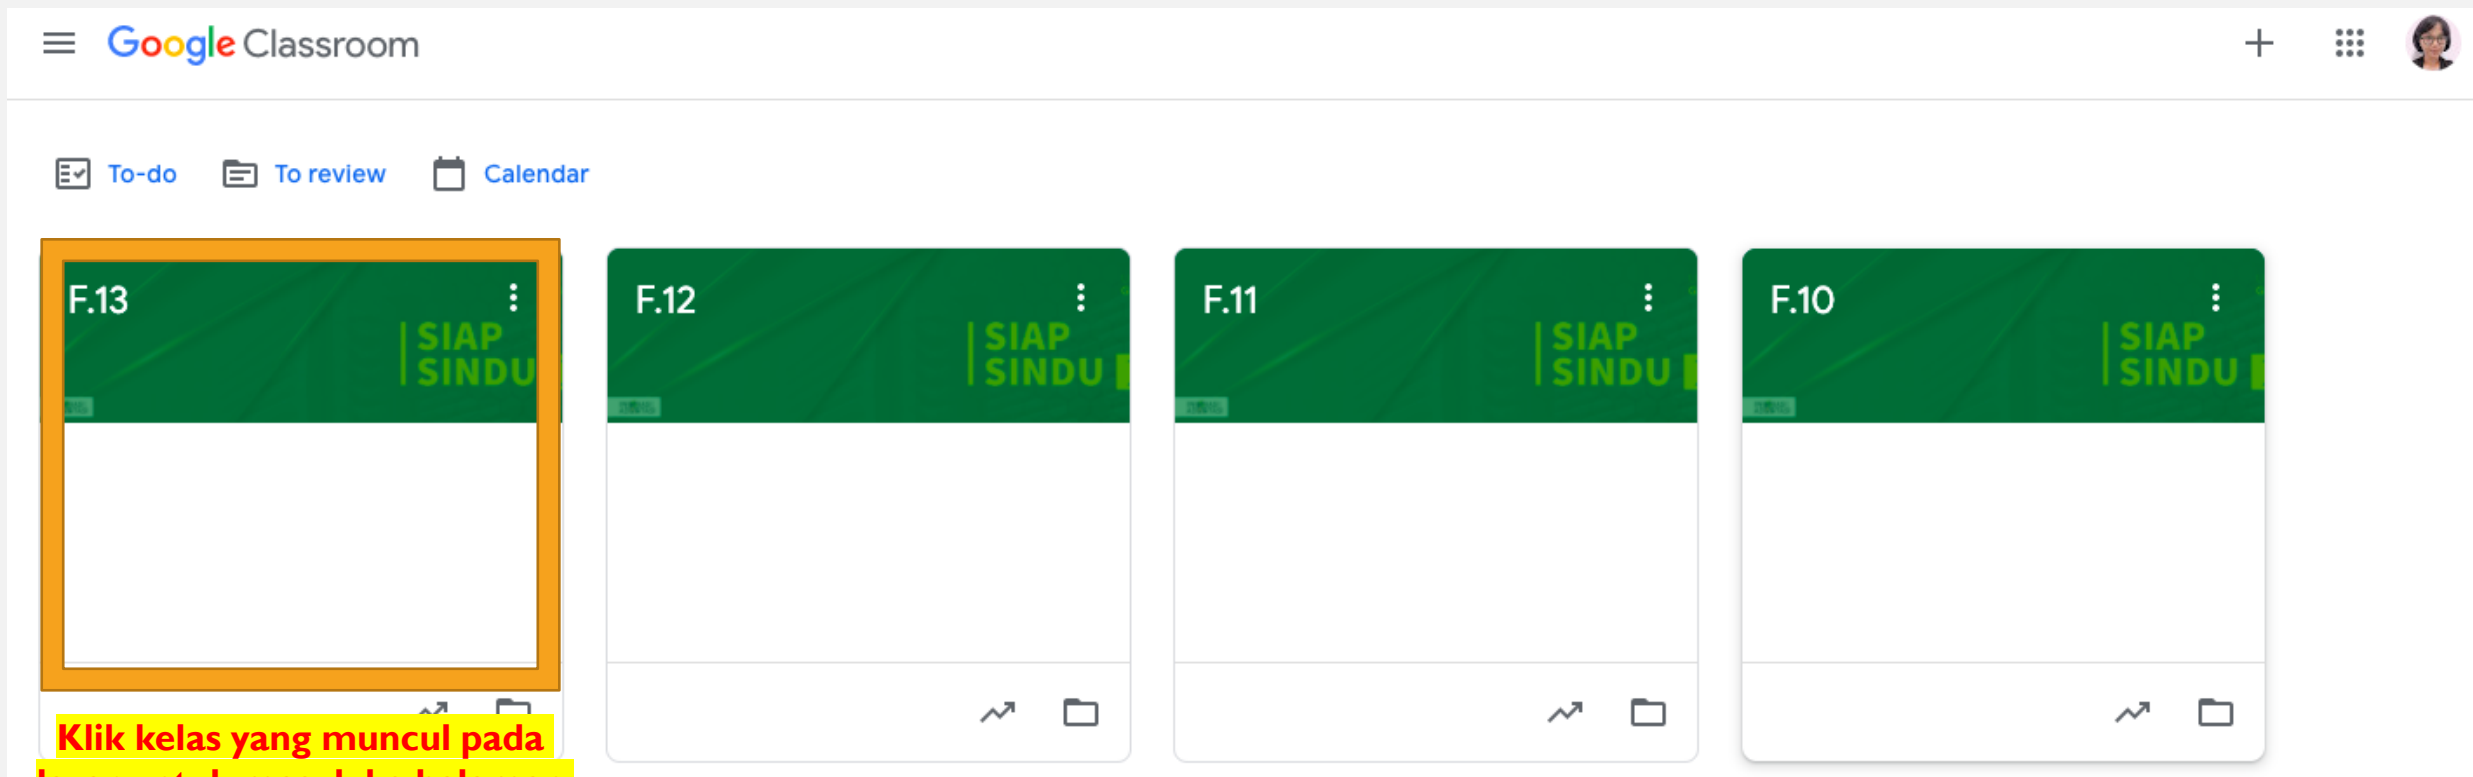 Google Classroom
To-do To review Calendar
F.13
SIAP
SINDU
F.12
SIAP
SINDU
F.11
SIAP
SINDU
F.10
SIAP
SINDU
Klik kelas yang muncul pada